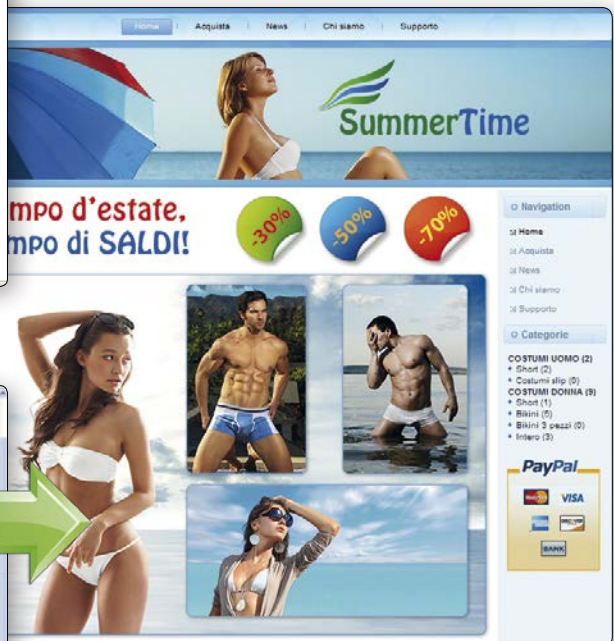 Home
Acquista
News
Chi siamo
Supporto
SummerTime
mpo d'estate,
mpo di SALDI!
-30%
-50%
-70%
Navigation
Home
Acquista
News
Chi siamo
Supporto
Categorie
COSTUMI UOMO (2)
Short (2)
Costumi slip (0)
COSTUMI DONNA (9)
Short (1)
Bikini (5)
Bikini 3 pezzi (0)
Intero (3)
PayPal
VISA
BANK